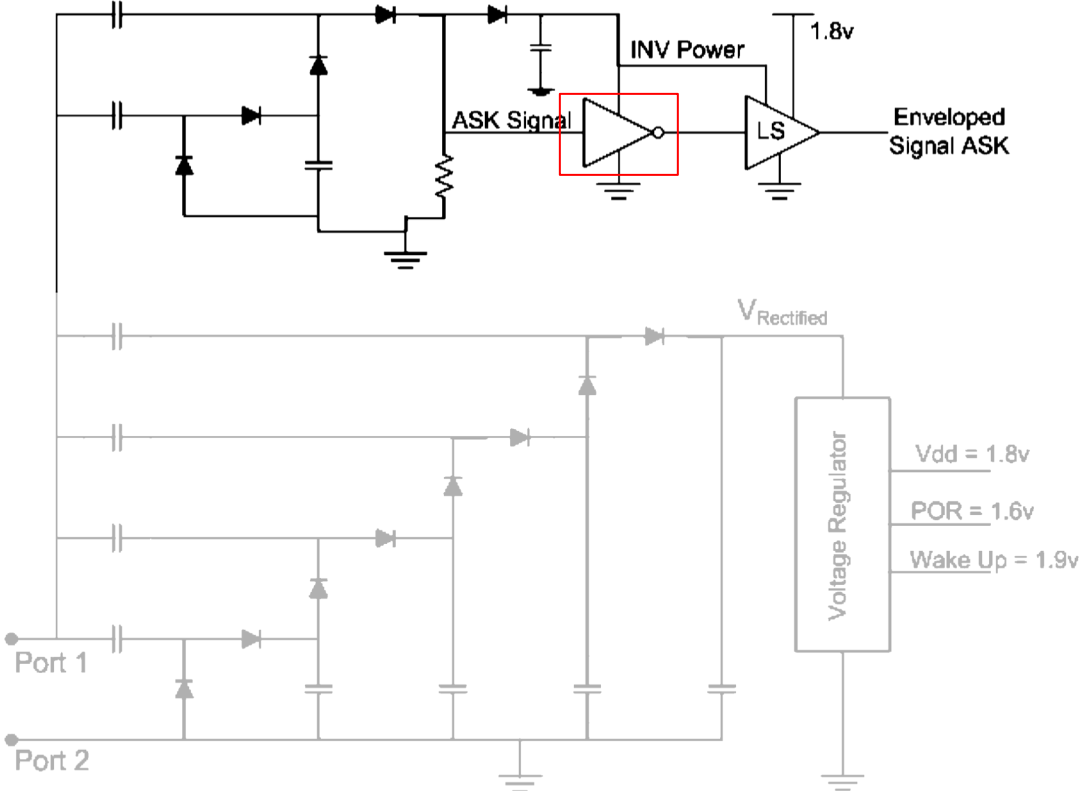 1.8v
INV Power
ASK Signal
LS
Enveloped
Signal ASK
VRectified
Voltage Regulator
Vdd = 1.8v
POR = 1.6v
Wake Up = 1.9v
Port 1
Port 2